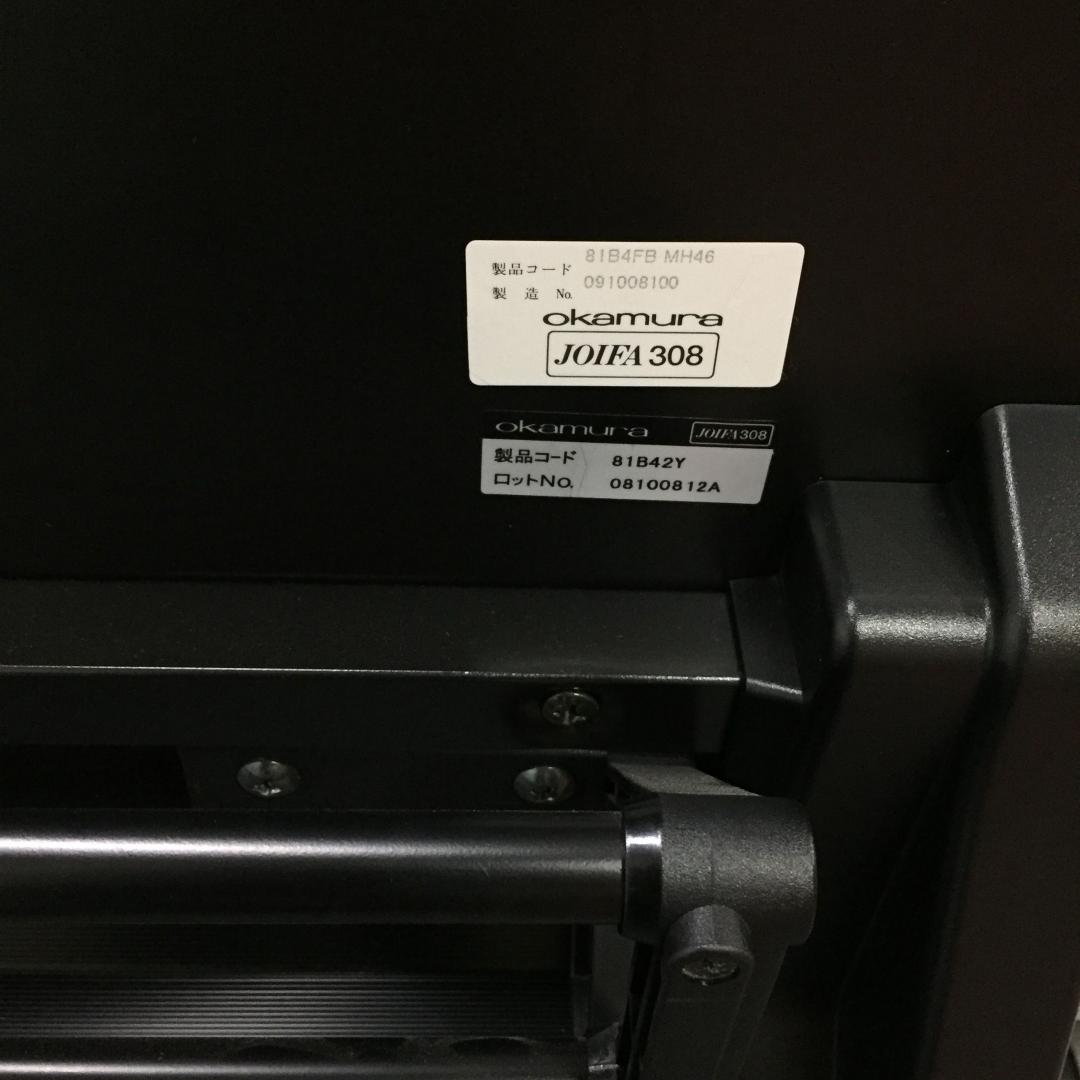 製品コード 81B4FB MH46
製造 No. 091008100
okamura
JOIFA 308
okamura JOIFA308
製品コード 81B42Y
ロットNo. 08100812A